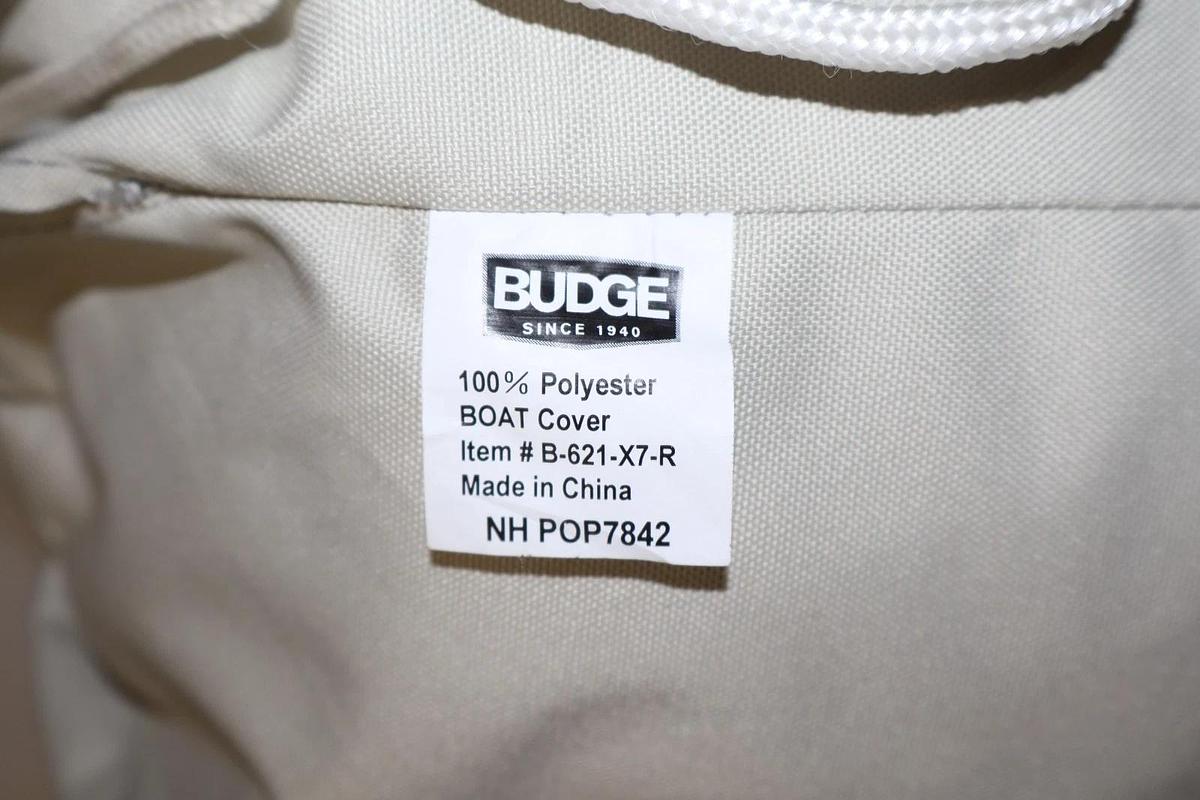 BUDGE
SINCE 1940
100% Polyester
BOAT Cover
Item # B-621-X7-R
Made in China
NH POP7842